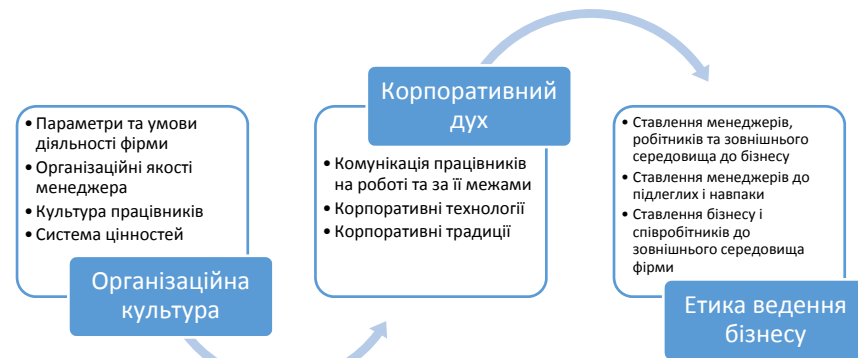 • Параметри та умови
діяльності фірми
• Організаційні якості
менеджера
• Культура працівників
• Система цінностей
Організаційна
культура
Корпоративний
дух
• Комунікація працівників
на роботі та за її межами
• Корпоративні технології
• Корпоративні традиції
• Ставлення менеджерів,
робітників та зовнішнього
середовища до бізнесу
• Ставлення менеджерів до
підлеглих і навпаки
• Ставлення бізнесу і
співробітників до
зовнішнього середовища
фірми
Етика ведення
бізнесу